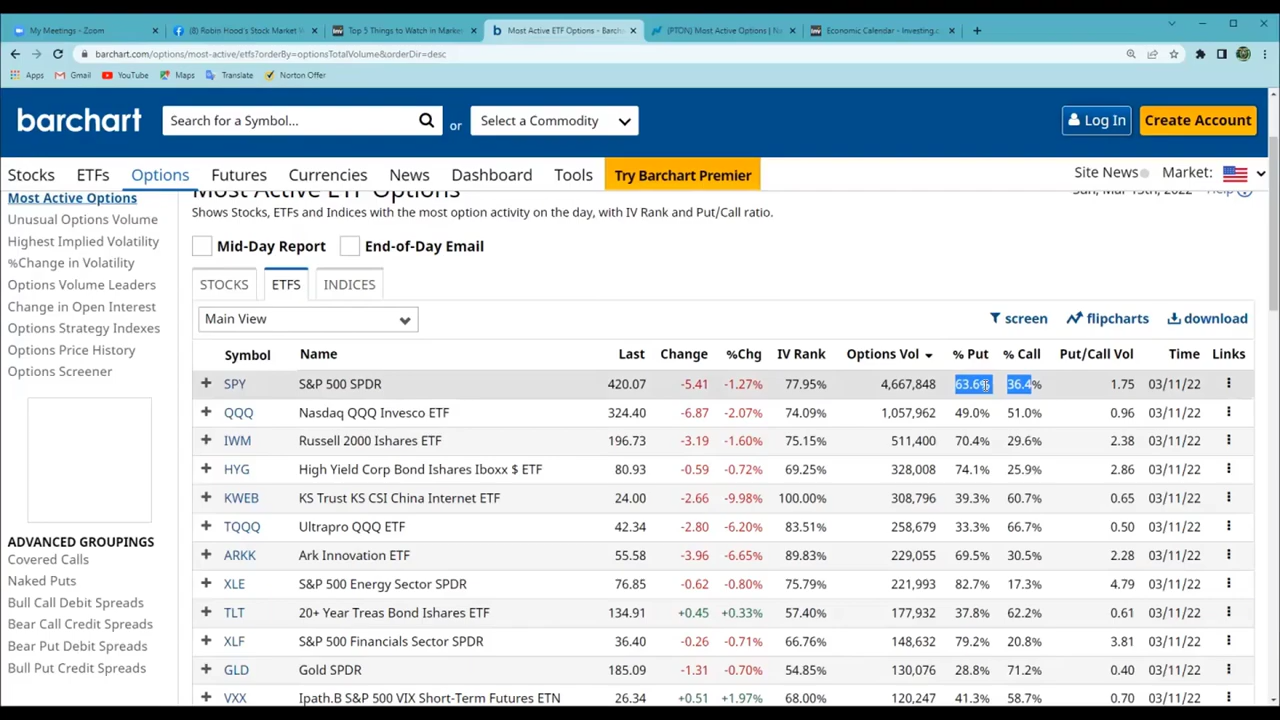 My Meetings - Zoom
(8) Robin Hood's Stock Market
Top 5 Things to Watch in Market
Most Active ETF Options - Barcha
(PTON) Most Active Options | Na
Economic Calendar - Investing.c
barchart.com/options/most-active/etfs?orderBy=optionsTotalVolume&orderDir=desc
Apps Gmail YouTube Maps Translate Norton Offer
barchart Search for a Symbol... or Select a Commodity Log In Create Account
Stocks ETFs Options Futures Currencies News Dashboard Tools Try Barchart Premier Site News Market:
Most Active ETF Options
Sun, Mar 13th, 2022 Help
Most Active Options
Unusual Options Volume
Highest Implied Volatility
%Change in Volatility
Options Volume Leaders
Change in Open Interest
Options Strategy Indexes
Options Price History
Options Screener
ADVANCED GROUPINGS
Covered Calls
Naked Puts
Bull Call Debit Spreads
Bear Call Credit Spreads
Bear Put Debit Spreads
Bull Put Credit Spreads
Shows Stocks, ETFs and Indices with the most option activity on the day, with IV Rank and Put/Call ratio.
Mid-Day Report End-of-Day Email
STOCKS ETFS INDICES
Main View screen flipcharts download
Symbol Name Last Change %Chg IV Rank Options Vol % Put % Call Put/Call Vol Time Links
SPY S&P 500 SPDR 420.07 -5.41 -1.27% 77.95% 4,667,848 63.6% 36.4% 1.75 03/11/22
QQQ Nasdaq QQQ Invesco ETF 324.40 -6.87 -2.07% 74.09% 1,057,962 49.0% 51.0% 0.96 03/11/22
IWM Russell 2000 Ishares ETF 196.73 -3.19 -1.60% 75.15% 511,400 70.4% 29.6% 2.38 03/11/22
HYG High Yield Corp Bond Ishares Iboxx $ ETF 80.93 -0.59 -0.72% 69.25% 328,008 74.1% 25.9% 2.86 03/11/22
KWEB KS Trust KS CSI China Internet ETF 24.00 -2.66 -9.98% 100.00% 308,796 39.3% 60.7% 0.65 03/11/22
TQQQ Ultrapro QQQ ETF 42.34 -2.80 -6.20% 83.51% 258,679 33.3% 66.7% 0.50 03/11/22
ARKK Ark Innovation ETF 55.58 -3.96 -6.65% 89.83% 229,055 69.5% 30.5% 2.28 03/11/22
XLE S&P 500 Energy Sector SPDR 76.85 -0.62 -0.80% 75.79% 221,993 82.7% 17.3% 4.79 03/11/22
TLT 20+ Year Treas Bond Ishares ETF 134.91 +0.45 +0.33% 57.40% 177,932 37.8% 62.2% 0.61 03/11/22
XLF S&P 500 Financials Sector SPDR 36.40 -0.26 -0.71% 66.76% 148,632 79.2% 20.8% 3.81 03/11/22
GLD Gold SPDR 185.09 -1.31 -0.70% 54.85% 130,076 28.8% 71.2% 0.40 03/11/22
VXX Ipath.B S&P 500 VIX Short-Term Futures ETN 26.34 +0.51 +1.97% 68.00% 120,247 41.3% 58.7% 0.70 03/11/22